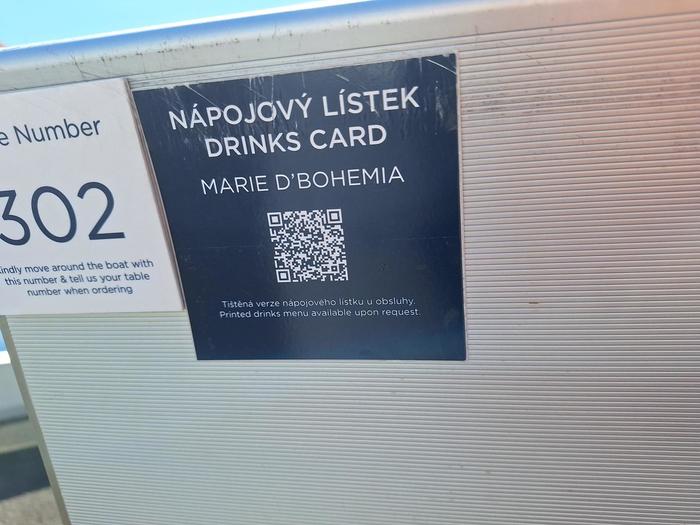 e Number
302
indly move around the boat with
this number & tell us your table
number when ordering
NÁPOJOVÝ LÍSTEK
DRINKS CARD
MARIE D'BOHEMIA
Tištěná verze nápojového lístku u obsluhy.
Printed drinks menu available upon request.